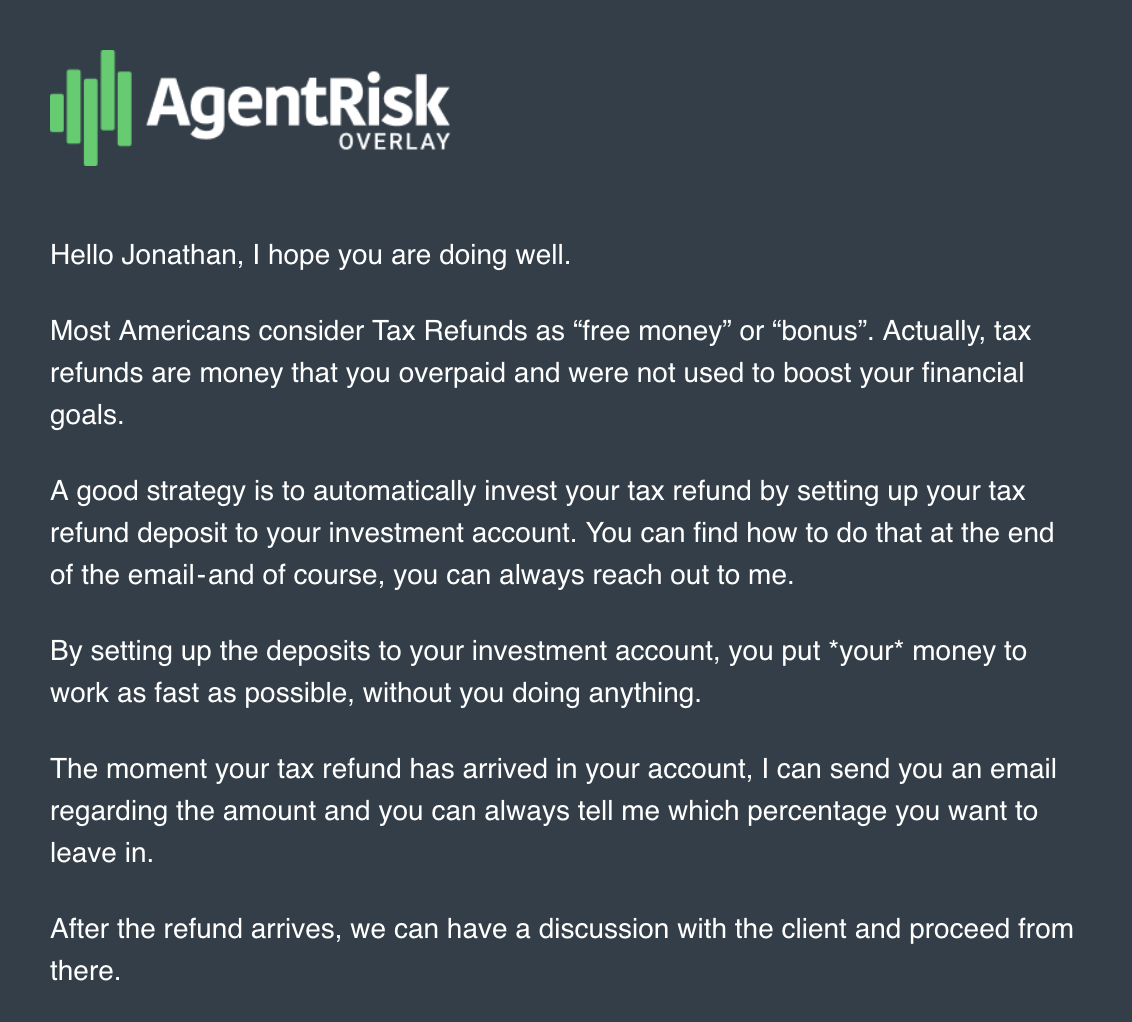 AgentRisk
OVERLAY
Hello Jonathan, I hope you are doing well.
Most Americans consider Tax Refunds as “free money” or “bonus”. Actually, tax
refunds are money that you overpaid and were not used to boost your financial
goals.
A good strategy is to automatically invest your tax refund by setting up your tax
refund deposit to your investment account. You can find how to do that at the end
of the email-and of course, you can always reach out to me.
By setting up the deposits to your investment account, you put *your* money to
work as fast as possible, without you doing anything.
The moment your tax refund has arrived in your account, I can send you an email
regarding the amount and you can always tell me which percentage you want to
leave in.
After the refund arrives, we can have a discussion with the client and proceed from
there.